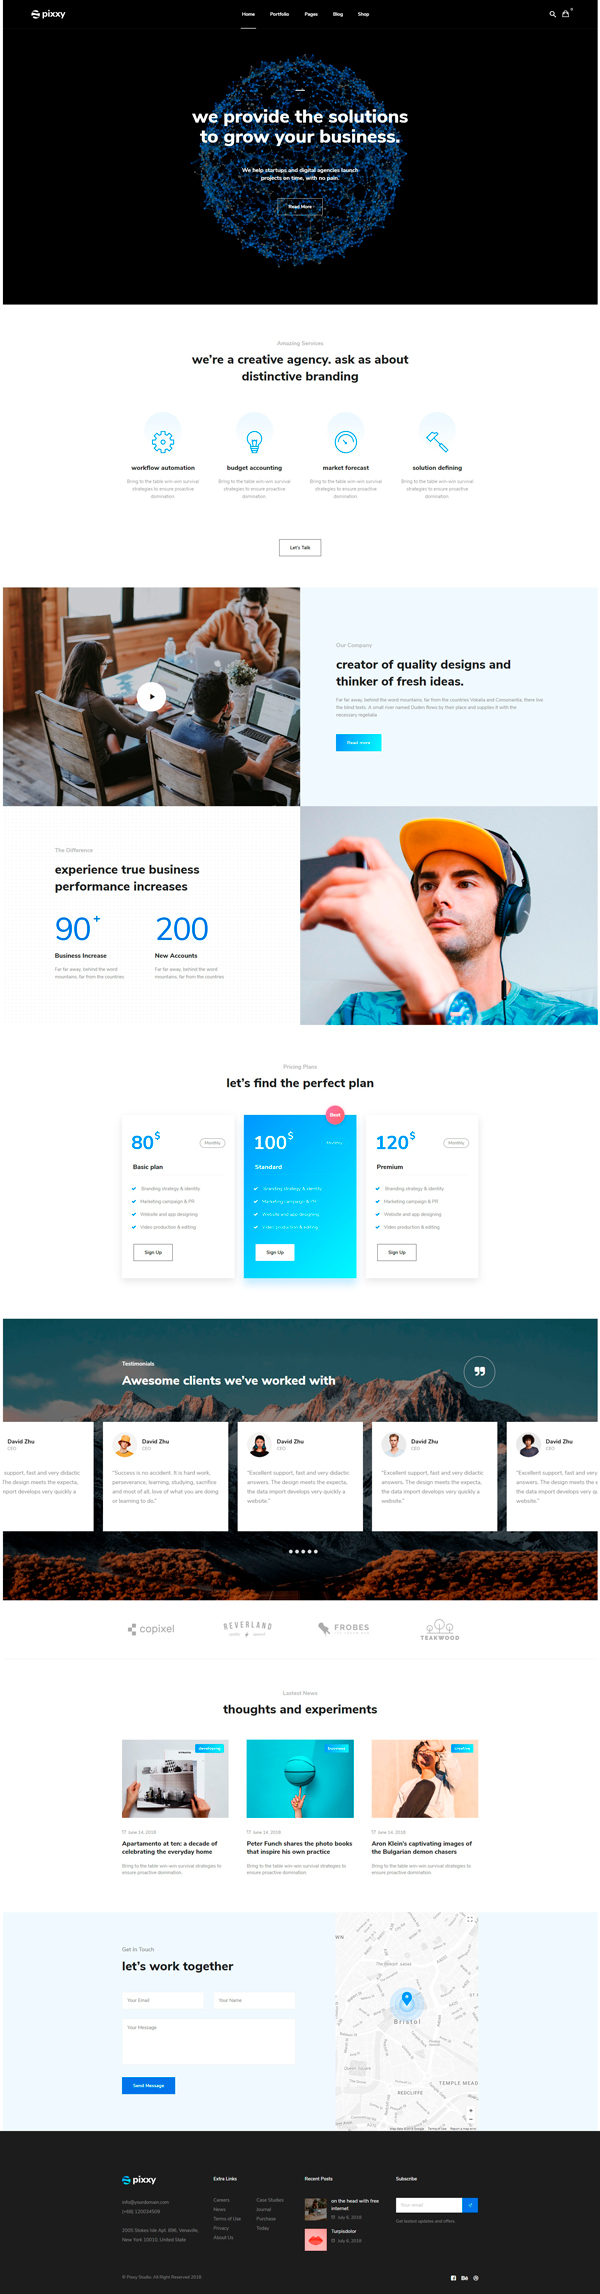 pixxy
Home Portfolio Pages Blog Shop
0
we provide the solutions
to grow your business.
We help startups and digital agencies launch
projects on time, with no pain.
Read More
Amazing Services
we're a creative agency. ask as about
distinctive branding
workflow automation
Bring to the table win-win survival
strategies to ensure proactive
domination.
budget accounting
Bring to the table win-win survival
strategies to ensure proactive
domination.
market forecast
Bring to the table win-win survival
strategies to ensure proactive
domination.
solution defining
Bring to the table win-win survival
strategies to ensure proactive
domination.
Let's Talk
Our Company
creator of quality designs and
thinker of fresh ideas.
Far far away, behind the word mountains, far from the countries Vokalia and Consonantia, there live
the blind texts. A small river named Duden flows by their place and supplies it with the
necessary regelialia
Read more
The Difference
experience true business
performance increases
90+
Business Increase
Far far away, behind the word
mountains, far from the countries
200
New Accounts
Far far away, behind the word
mountains, far from the countries
Pricing Plans
let's find the perfect plan
80$
Monthly
Basic plan
Branding strategy & identity
Marketing campaign & PR
Website and app designing
Video production & editing
Sign Up
Best
100$
Monthly
Standard
Branding strategy & identity
Marketing campaign & PR
Website and app designing
Video production & editing
Sign Up
120$
Monthly
Premium
Branding strategy & identity
Marketing campaign & PR
Website and app designing
Video production & editing
Sign Up
Testimonials
Awesome clients we've worked with
David Zhu
CEO
support, fast and very didactic
The design meets the expecta,
mport develops very quickly a
David Zhu
CEO
"Success is no accident. It is hard work,
perseverance, learning, studying, sacrifice
and most of all, love of what you are doing
or learning to do."
David Zhu
CEO
"Excellent support, fast and very didactic
answers. The design meets the expecta,
the data import develops very quickly a
website."
David Zhu
CEO
"Excellent support, fast and very didactic
answers. The design meets the expecta,
the data import develops very quickly a
website."
David Zhu
CEO
"Excellent support, fast and very
answers. The design meets the e
the data import develops very
website."
copixel
REVERLAND
FROBES
TEAKWOOD
Lastest News
thoughts and experiments
developing
June 14, 2018
Apartamento at ten: a decade of
celebrating the everyday home
Bring to the table win-win survival strategies to
ensure proactive domination.
business
June 14, 2018
Peter Funch shares the photo books
that inspire his own practice
Bring to the table win-win survival strategies to
ensure proactive domination.
creative
June 14, 2018
Aron Klein's captivating images of
the Bulgarian demon chasers
Bring to the table win-win survival strategies to
ensure proactive domination.
Get In Touch
let's work together
Your Email
Your Name
Your Message
Send Message
WN
Bristol
TEMPLE MEAD
REDCLIFFE
pixxy
info@yourdomain.com
(+68) 120034509
2005 Stokes Isle Apt. 896, Venaville,
New York 10010, United State
Extra Links
Careers
News
Terms of Use
Privacy
About Us
Case Studies
Journal
Purchase
Today
Recent Posts
on the head with free
internet
July 6, 2018
Turpisdolor
July 6, 2018
Subscribe
Your email
Get lastest updates and offers.
© Pixxy Studio. All Right Reserved 2018.